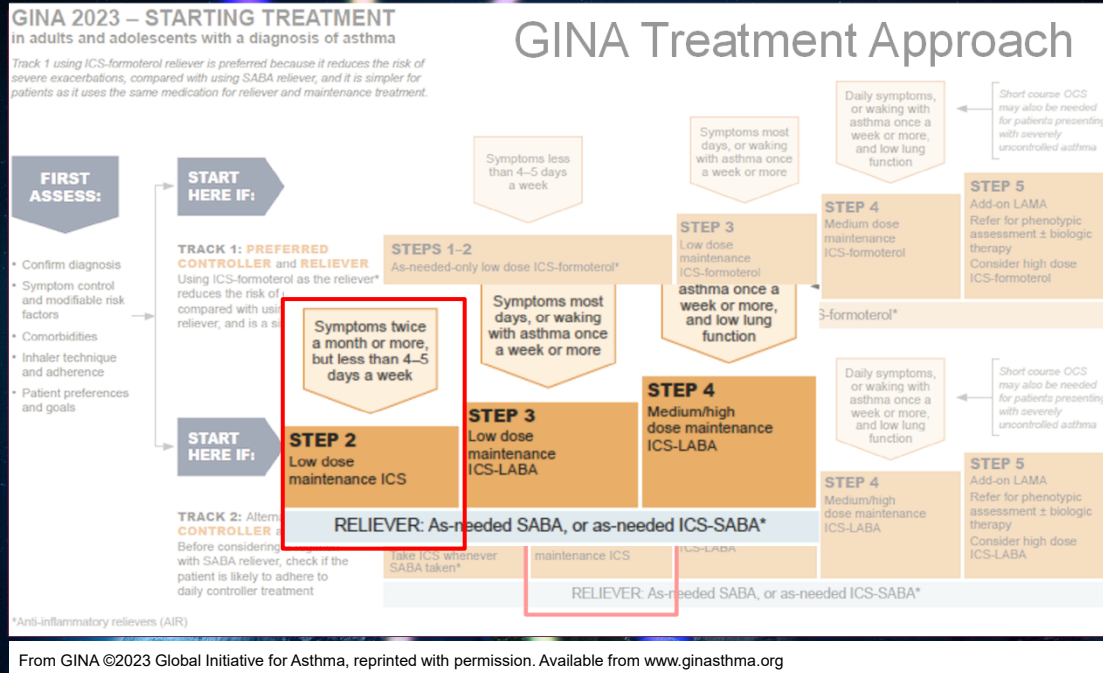 GINA 2023 – STARTING TREATMENT
in adults and adolescents with a diagnosis of asthma
GINA Treatment Approach
Track 1 using ICS-formoterol reliever is preferred because it reduces the risk of
severe exacerbations, compared with using SABA reliever, and it is simpler for
patients as it uses the same medication for reliever and maintenance treatment.
FIRST
ASSESS:
• Confirm diagnosis
• Symptom control
and modifiable risk
factors
• Comorbidities
• Inhaler technique
and adherence
• Patient preferences
and goals
START
HERE IF:
Symptoms less
than 4–5 days
a week
Symptoms most
days, or waking
with asthma once
a week or more
Daily symptoms,
or waking with
asthma once a
week or more,
and low lung
function
Short course OCS
may also be needed
for patients presenting
with severely
uncontrolled asthma
TRACK 1: PREFERRED
CONTROLLER and RELIEVER
Using ICS-formoterol as the reliever*
reduces the risk of
compared with
reliever, and is a
STEPS 1–2
As-needed-only low dose ICS-formoterol*
STEP 3
Low dose
maintenance
ICS-formoterol
STEP 4
Medium dose
maintenance
ICS-formoterol
STEP 5
Add-on LAMA
Refer for phenotypic
assessment ± biologic
therapy
Consider high dose
ICS-formoterol
S-formoterol*
Symptoms twice
a month or more,
but less than 4–5
days a week
Symptoms most
days, or waking
with asthma once
a week or more
asthma once a
week or more,
and low lung
function
Daily symptoms,
or waking with
asthma once a
week or more,
and low lung
function
Short course OCS
may also be needed
for patients presenting
with severely
uncontrolled asthma
START
HERE IF:
STEP 2
Low dose
maintenance ICS
STEP 3
Low dose
maintenance
ICS-LABA
STEP 4
Medium/high
dose maintenance
ICS-LABA
RELIEVER: As-needed SABA, or as-needed ICS-SABA*
STEP 4
Medium/high
dose maintenance
ICS-LABA
STEP 5
Add-on LAMA
Refer for phenotypic
assessment ± biologic
therapy
Consider high dose
ICS-LABA
TRACK 2:
CONTROLLER
Before considering
with SABA reliever, check if the
patient is likely to adhere to
daily controller treatment
Take ICS whenever
SABA taken*
maintenance ICS
ICS-LABA
RELIEVER: As-needed SABA, or as-needed ICS-SABA*
*Anti-inflammatory relievers (AIR)
From GINA ©2023 Global Initiative for Asthma, reprinted with permission. Available from www.ginasthma.org